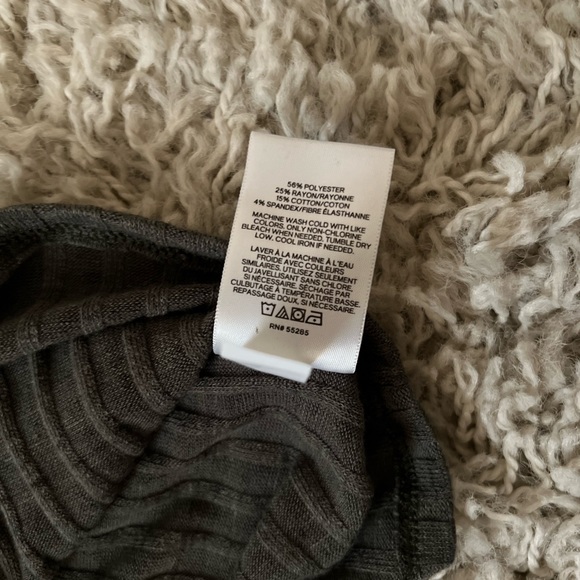 56% POLYESTER
25% RAYON/RAYONNE
15% COTTON/COTON
4% SPANDEX/FIBRE ÉLASTHANNE
MACHINE WASH COLD WITH LIKE
COLORS. ONLY NON-CHLORINE
BLEACH WHEN NEEDED. TUMBLE DRY
LOW. COOL IRON IF NEEDED.
LAVER À LA MACHINE À L'EAU
FROIDE AVEC COULEURS
SIMILAIRES. UTILISEZ SEULEMENT
DU JAVELLISANT SANS CHLORE.
SI NÉCESSAIRE. SÉCHAGE PAR
CULBUTAGE À TEMPÉRATURE BASSE.
REPASSAGE DOUX, SI NÉCESSAIRE.
RN# 55285